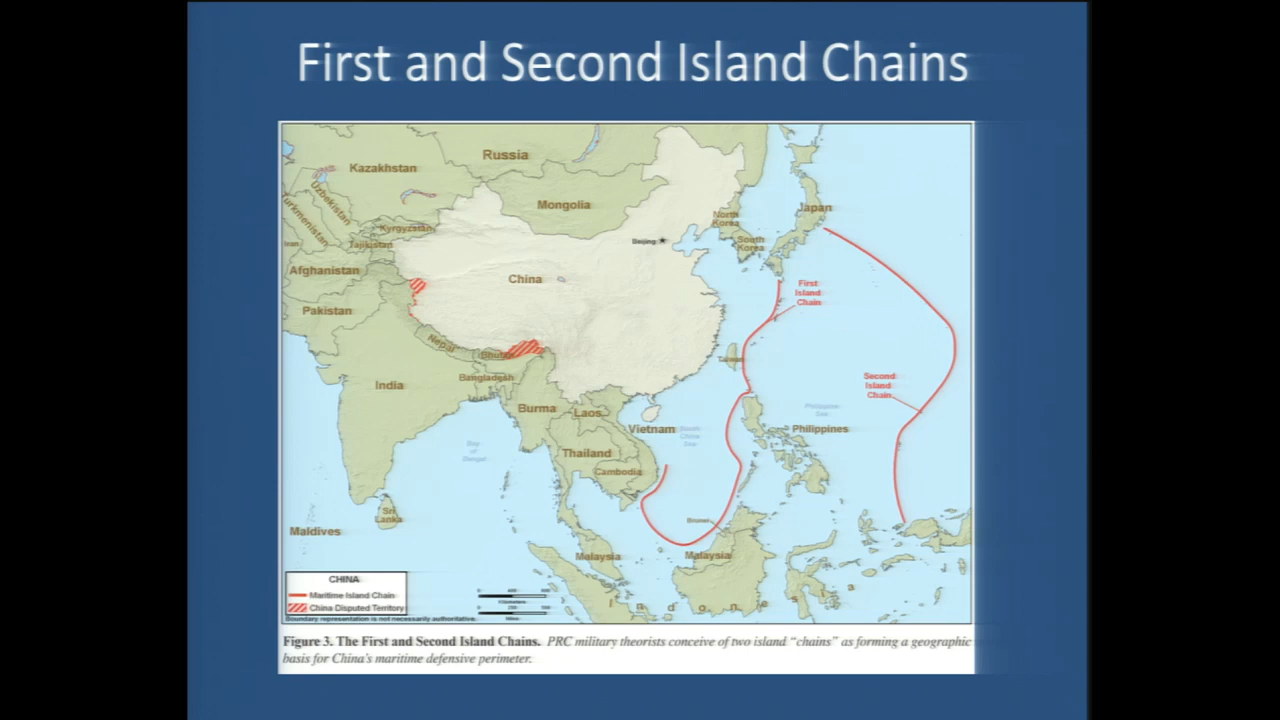 First and Second Island Chains
Russia
Kazakhstan
Mongolia
Uzbekistan
Turkmenistan
Kyrgyzstan
Tajikistan
Iran
Afghanistan
Pakistan
North
Korea
South
Korea
Japan
Beijing
China
First
Island
Chain
Nepal
Bhutan
Bangladesh
India
Taiwan
Second
Island
Chain
Burma
Laos
Vietnam
South
China
Sea
Philippine
Sea
Philippines
Thailand
Cambodia
Bay
of
Bengal
Sri
Lanka
Maldives
Brunei
Malaysia
Malaysia
I n d o n e s i a
CHINA
Maritime Island Chain
China Disputed Territory
Boundary representation is not necessarily authoritative.
Kilometers
Miles
Figure 3. The First and Second Island Chains. PRC military theorists conceive of two island “chains” as forming a geographic
basis for China’s maritime defensive perimeter.